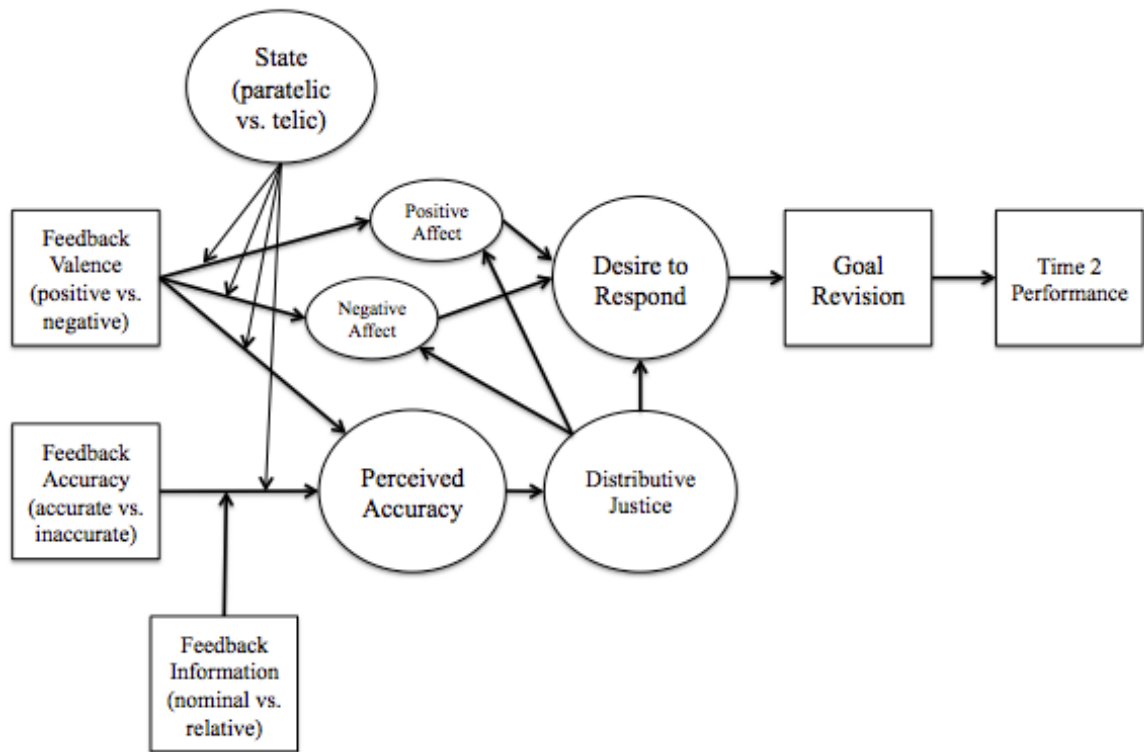 State
(paratelic
vs. telic)
Feedback
Valence
(positive vs.
negative)
Positive
Affect
Negative
Affect
Desire to
Respond
Goal
Revision
Time 2
Performance
Feedback
Accuracy
(accurate vs.
inaccurate)
Perceived
Accuracy
Distributive
Justice
Feedback
Information
(nominal vs.
relative)